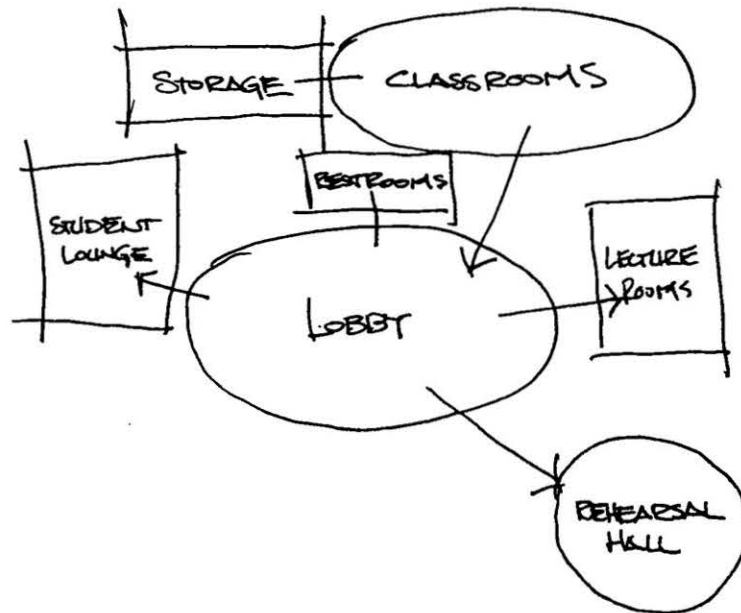 STORAGE
CLASSROOMS
RESTROOMS
STUDENT
LOUNGE
LECTURE
ROOMS
LOBBY
REHEARSAL
HALL